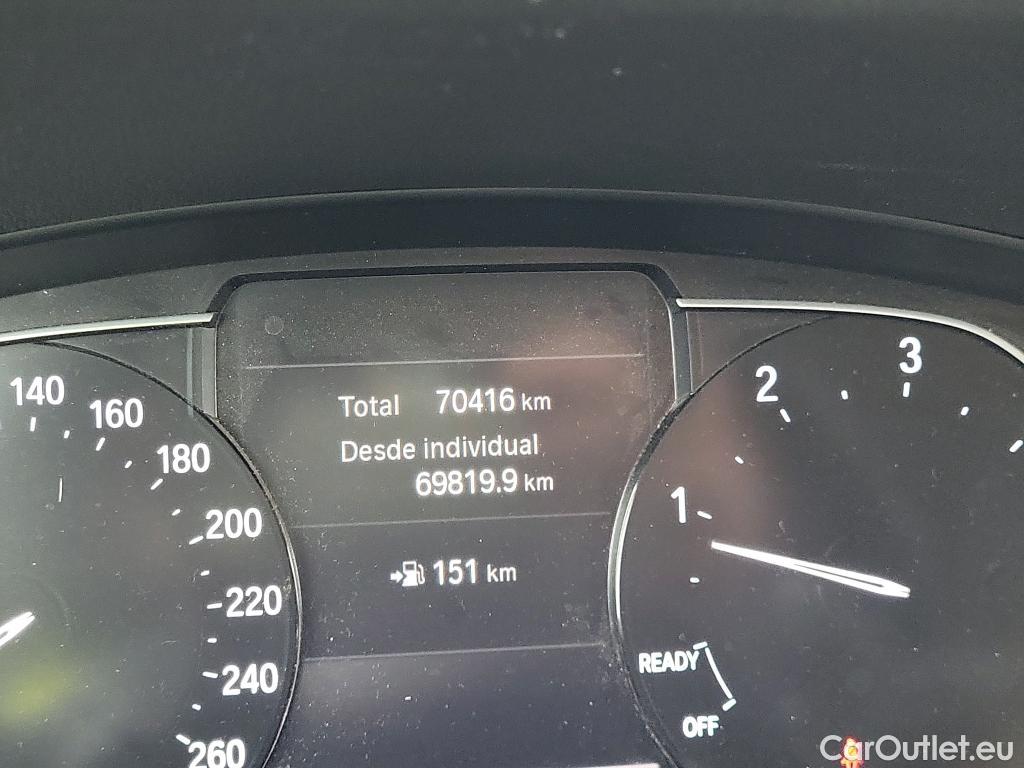 Total 70416 km
Desde individual
69819.9 km
151 km
140
160
180
200
220
240
260
1
2
3
READY
OFF
CarOutlet.eu